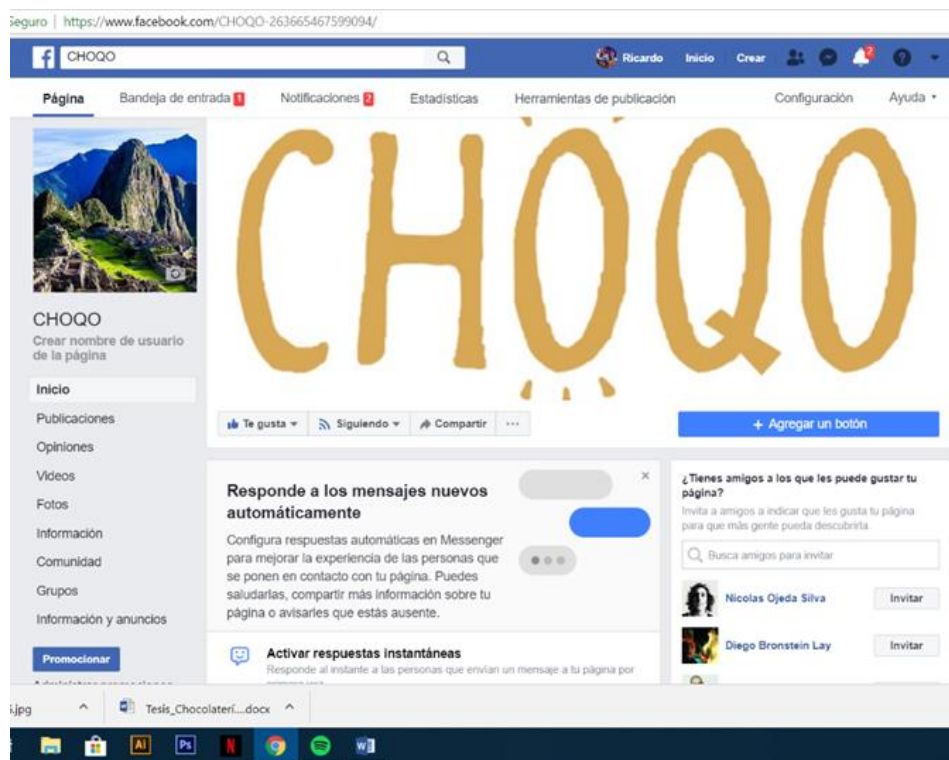 Seguro | https://www.facebook.com/CHOQO-263665467599094/
f CHOQO Ricardo Inicio Crear 2
Página Bandeja de entrada 1 Notificaciones 2 Estadísticas Herramientas de publicación Configuración Ayuda
CHOQO
CHOQO
Crear nombre de usuario
de la página
Inicio
Publicaciones
Opiniones
Videos
Fotos
Información
Comunidad
Grupos
Información y anuncios
Promocionar
Te gusta Siguiendo Compartir ...
+ Agregar un botón
Responde a los mensajes nuevos
automáticamente
Configura respuestas automáticas en Messenger
para mejorar la experiencia de las personas que
se ponen en contacto con tu página. Puedes
saludarlas, compartir más información sobre tu
página o avisarles que estás ausente.
Activar respuestas instantáneas
Responde al instante a las personas que envían un mensaje a tu página por
¿Tienes amigos a los que les puede gustar tu
página?
Invita a amigos a indicar que les gusta tu página
para que más gente pueda descubrirla
Busca amigos para invitar
Nicolas Ojeda Silva Invitar
Diego Bronstein Lay Invitar
.jpg Tesis_Chocolaterí....docx
Ai Ps N W